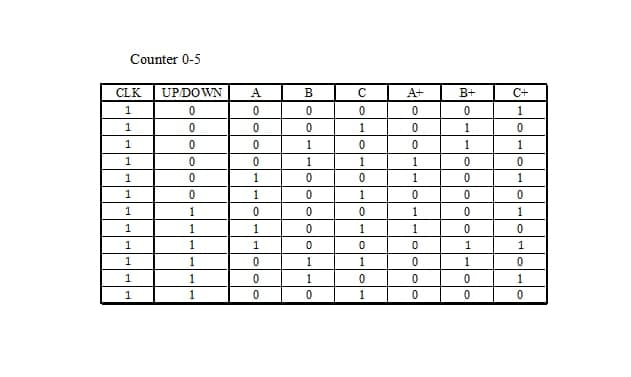 Counter 0-5
CLK UP/DOWN A B C A+ B+ C+
1 0 0 0 0 0 0 1
1 0 0 0 1 0 1 0
1 0 0 1 0 0 1 1
1 0 0 1 1 1 0 0
1 0 1 0 0 1 0 1
1 0 1 0 1 0 0 0
1 1 0 0 0 1 0 1
1 1 1 0 1 1 0 0
1 1 1 0 0 0 1 1
1 1 0 1 1 0 1 0
1 1 0 1 0 0 0 1
1 1 0 0 1 0 0 0